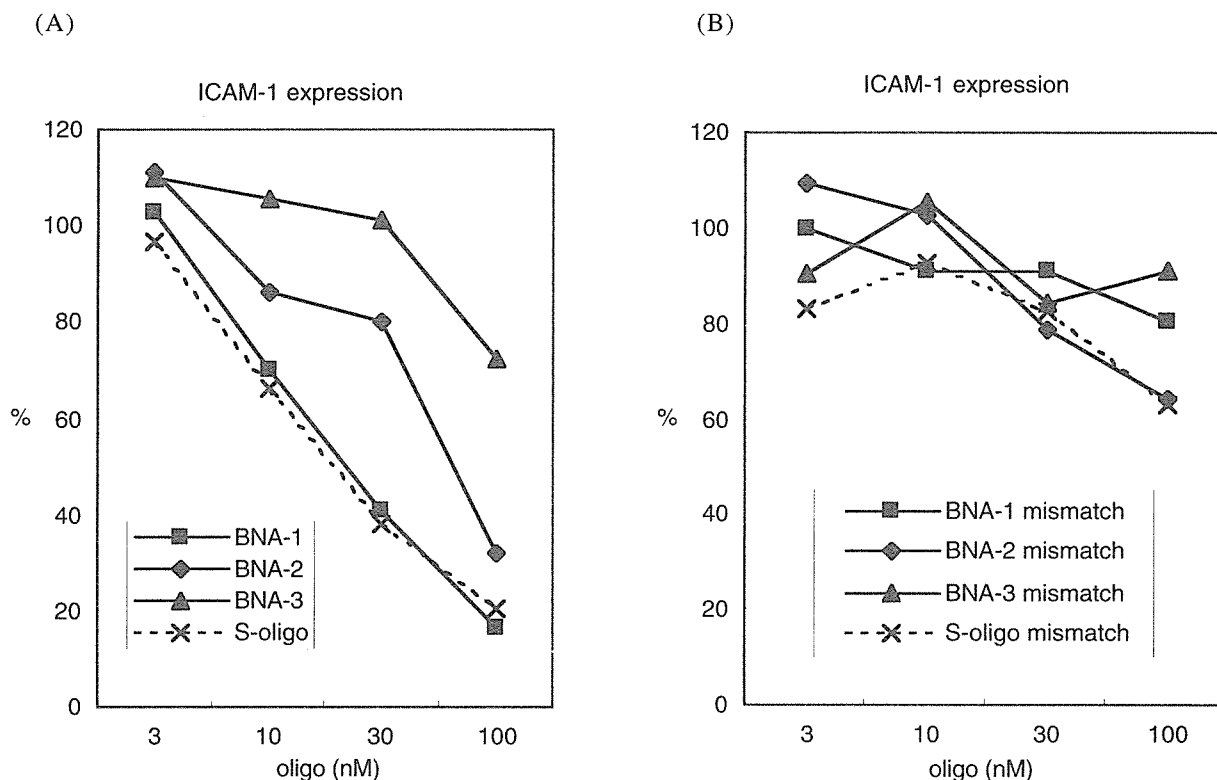 (A)
ICAM-1 expression
120
100
80
60
40
20
0
%
BNA-1
BNA-2
BNA-3
S-oligo
3 10 30 100
oligo (nM)
(B)
ICAM-1 expression
120
100
80
60
40
20
0
%
BNA-1 mismatch
BNA-2 mismatch
BNA-3 mismatch
S-oligo mismatch
3 10 30 100
oligo (nM)